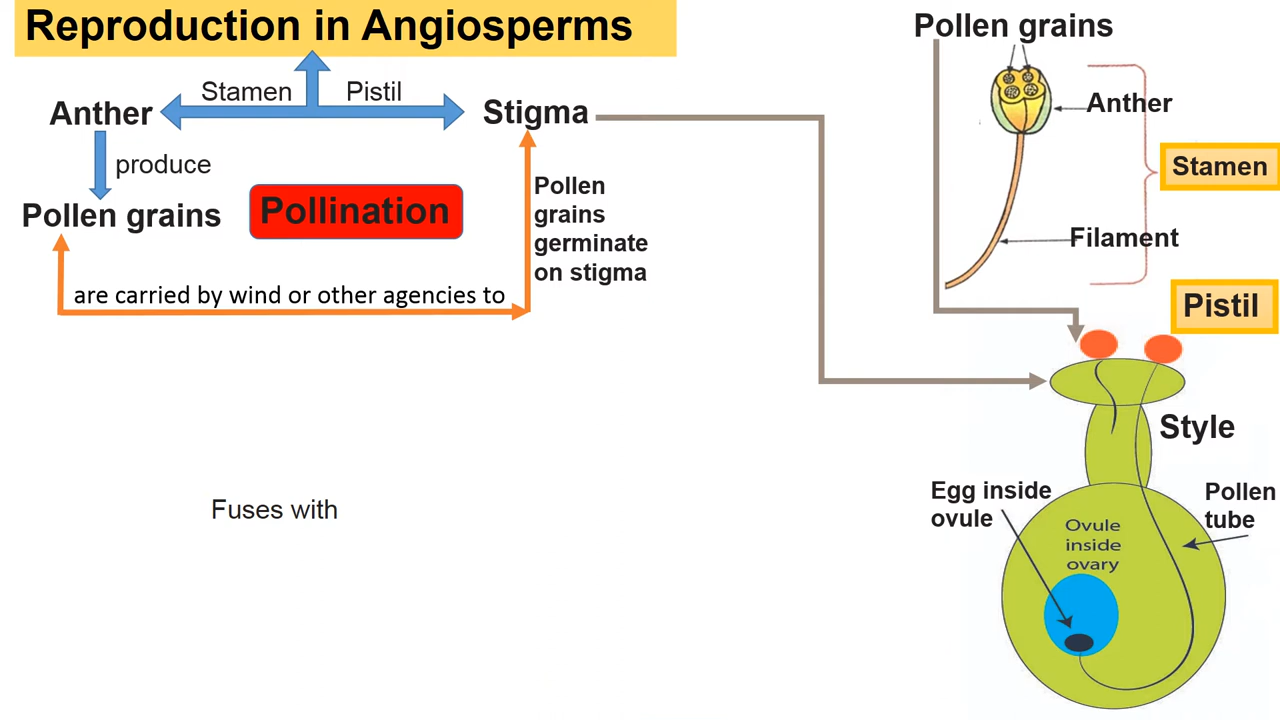 Reproduction in Angiosperms
Stamen
Pistil
Anther
Stigma
produce
Pollen grains
Pollination
Pollen
grains
germinate
on stigma
are carried by wind or other agencies to
Fuses with
Pollen grains
Anther
Stamen
Filament
Pistil
Style
Egg inside
ovule
Pollen
tube
Ovule
inside
ovary